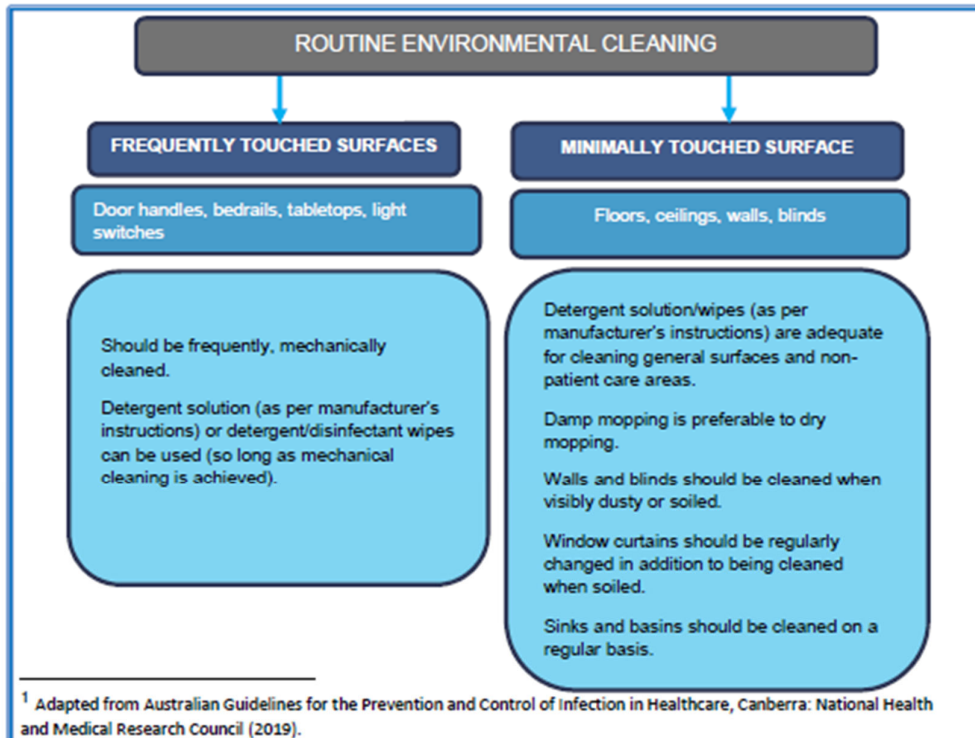 ROUTINE ENVIRONMENTAL CLEANING
FREQUENTLY TOUCHED SURFACES
Door handles, bedrails, tabletops, light
switches
Should be frequently, mechanically
cleaned.
Detergent solution (as per manufacturer's
instructions) or detergent/disinfectant wipes
can be used (so long as mechanical
cleaning is achieved).
MINIMALLY TOUCHED SURFACE
Floors, ceilings, walls, blinds
Detergent solution/wipes (as per
manufacturer's instructions) are adequate
for cleaning general surfaces and non-
patient care areas.
Damp mopping is preferable to dry
mopping.
Walls and blinds should be cleaned when
visibly dusty or soiled.
Window curtains should be regularly
changed in addition to being cleaned
when soiled.
Sinks and basins should be cleaned on a
regular basis.
1 Adapted from Australian Guidelines for the Prevention and Control of Infection in Healthcare, Canberra: National Health
and Medical Research Council (2019).